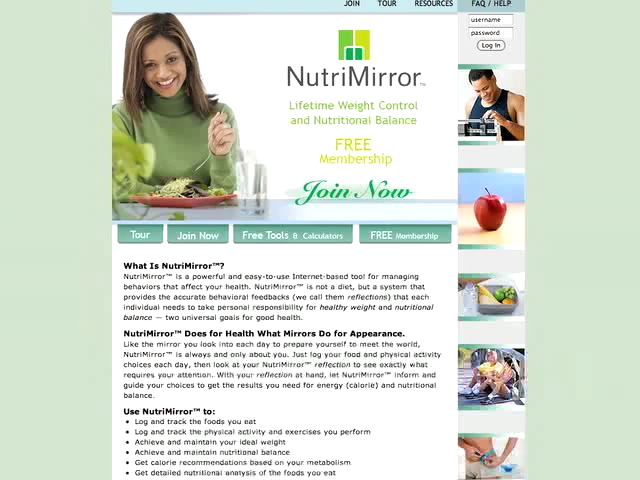 JOIN TOUR RESOURCES FAQ / HELP
username
password
Log In
NutriMirror™
Lifetime Weight Control
and Nutritional Balance
FREE
Membership
Join Now
Tour Join Now Free Tools & Calculators FREE Membership
What Is NutriMirror™?
NutriMirror™ is a powerful and easy-to-use Internet-based tool for managing
behaviors that affect your health. NutriMirror™ is not a diet, but a system that
provides the accurate behavioral feedbacks (we call them reflections) that each
individual needs to take personal responsibility for healthy weight and nutritional
balance — two universal goals for good health.
NutriMirror™ Does for Health What Mirrors Do for Appearance.
Like the mirror you look into each day to prepare yourself to meet the world,
NutriMirror™ is always and only about you. Just log your food and physical activity
choices each day, then look at your NutriMirror™ reflection to see exactly what
requires your attention. With your reflection at hand, let NutriMirror™ inform and
guide your choices to get the results you need for energy (calorie) and nutritional
balance.
Use NutriMirror™ to:
• Log and track the foods you eat
• Log and track the physical activity and exercises you perform
• Achieve and maintain your ideal weight
• Achieve and maintain nutritional balance
• Get calorie recommendations based on your metabolism
• Get detailed nutritional analysis of the foods you eat